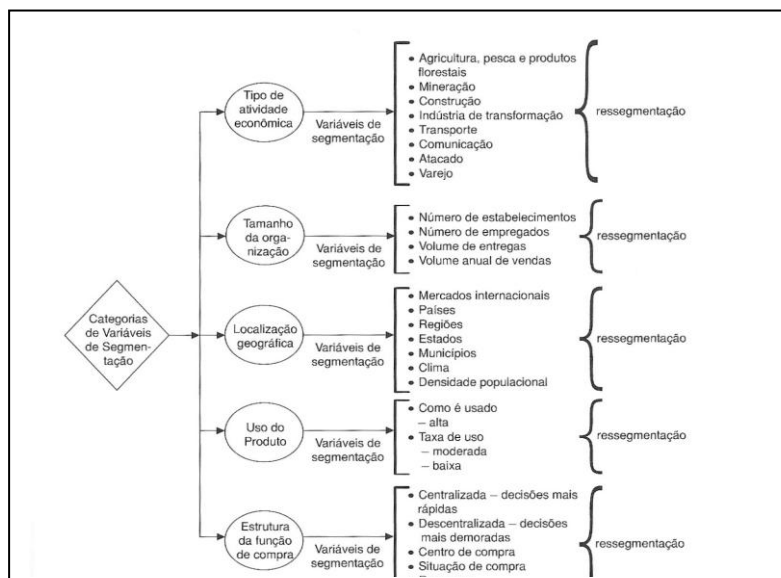 Categorias
de Variáveis
de Segmen-
tação
Tipo de
atividade
econômica
Variáveis de
segmentação
• Agricultura, pesca e produtos
florestais
• Mineração
• Construção
• Indústria de transformação
• Transporte
• Comunicação
• Atacado
• Varejo
ressegmentação
Tamanho
da orga-
nização
Variáveis de
segmentação
• Número de estabelecimentos
• Número de empregados
• Volume de entregas
• Volume anual de vendas
ressegmentação
Localização
geográfica
Variáveis de
segmentação
• Mercados internacionais
• Países
• Regiões
• Estados
• Municípios
• Clima
• Densidade populacional
ressegmentação
Uso do
Produto
Variáveis de
segmentação
• Como é usado
– alta
• Taxa de uso
– moderada
– baixa
ressegmentação
Estrutura
da função
de compra
Variáveis de
segmentação
• Centralizada – decisões mais
rápidas
• Descentralizada – decisões
mais demoradas
• Centro de compra
• Situação de compra
ressegmentação